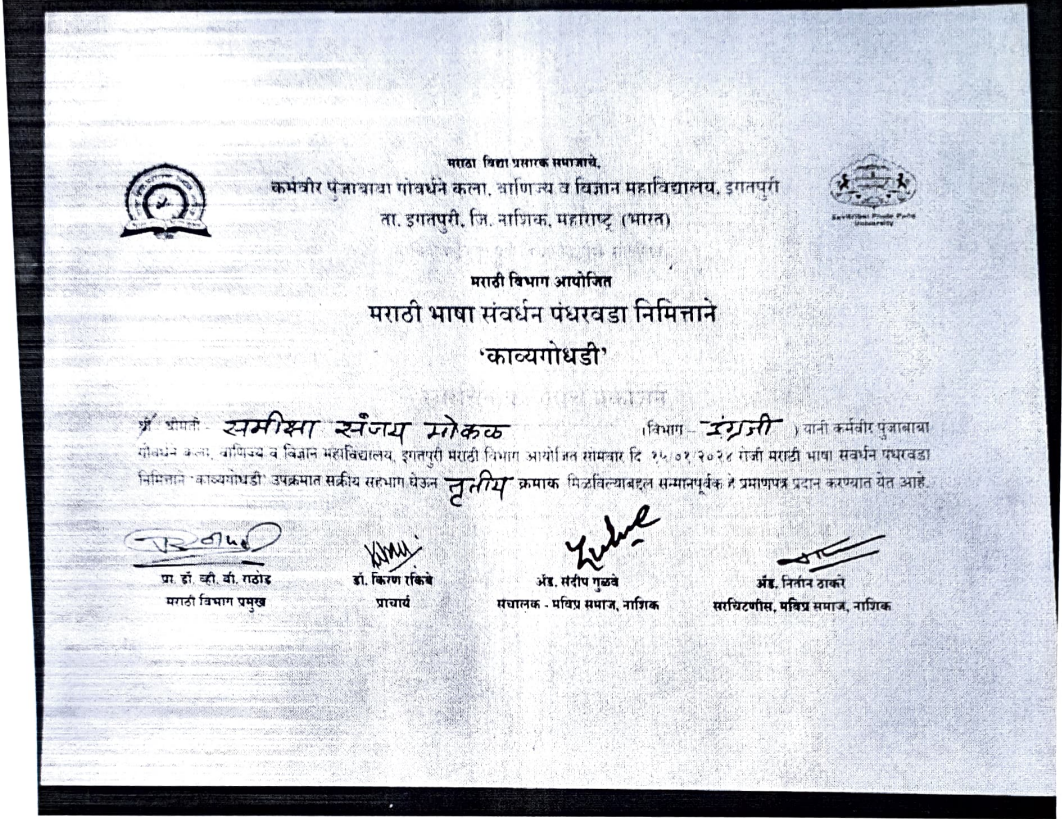 मराठा विद्या प्रसारक समाजाचे,
कर्मवीर पुंजाबाबा गोवर्धने कला, वाणिज्य व विज्ञान महाविद्यालय, इगतपुरी
ता. इगतपुरी, जि. नाशिक, महाराष्ट्र (भारत)
Savitribai Phule Pune
University
मराठी विभाग आयोजित
मराठी भाषा संवर्धन पंधरवडा निमित्ताने
'काव्यगोधडी'
श्री/ श्रीमती- समीक्षा संजय मोकळ (विभाग - इंग्रजी ) यांनी कर्मवीर पुंजाबाबा
गोवर्धने कला, वाणिज्य व विज्ञान महाविद्यालय, इगतपुरी मराठी विभाग आयोजित सोमवार दि १५/०१/२०२४ रोजी मराठी भाषा संवर्धन पंधरवडा
निमित्ताने 'काव्यगोधडी' उपक्रमात सक्रीय सहभाग घेऊन तृतीय क्रमांक मिळविल्याबद्दल सन्मानपूर्वक हे प्रमाणपत्र प्रदान करण्यात येत आहे.
प्रा. डॉ. व्ही. बी. राठोड डॉ. किरण रकिबे अॅड. संदीप गुळवे अॅड. नितीन ठाकरे
मराठी विभाग प्रमुख प्राचार्य संचालक - मविप्र समाज, नाशिक सरचिटणीस, मविप्र समाज, नाशिक